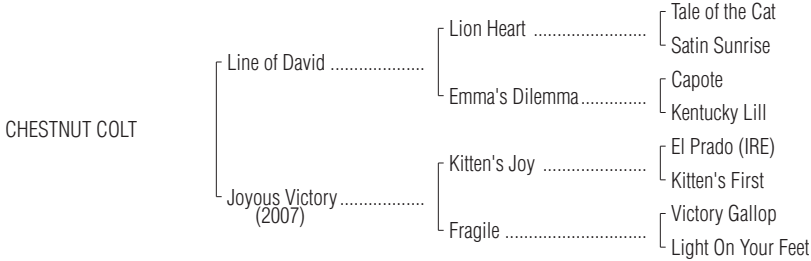 Tale of the Cat
Lion Heart ........................
Satin Sunrise
Line of David ....................
Capote
Emma's Dilemma..............
Kentucky Lill
CHESTNUT COLT
El Prado (IRE)
Kitten's Joy ........................
Kitten's First
Joyous Victory ..................
(2007)
Victory Gallop
Fragile ..............................
Light On Your Feet